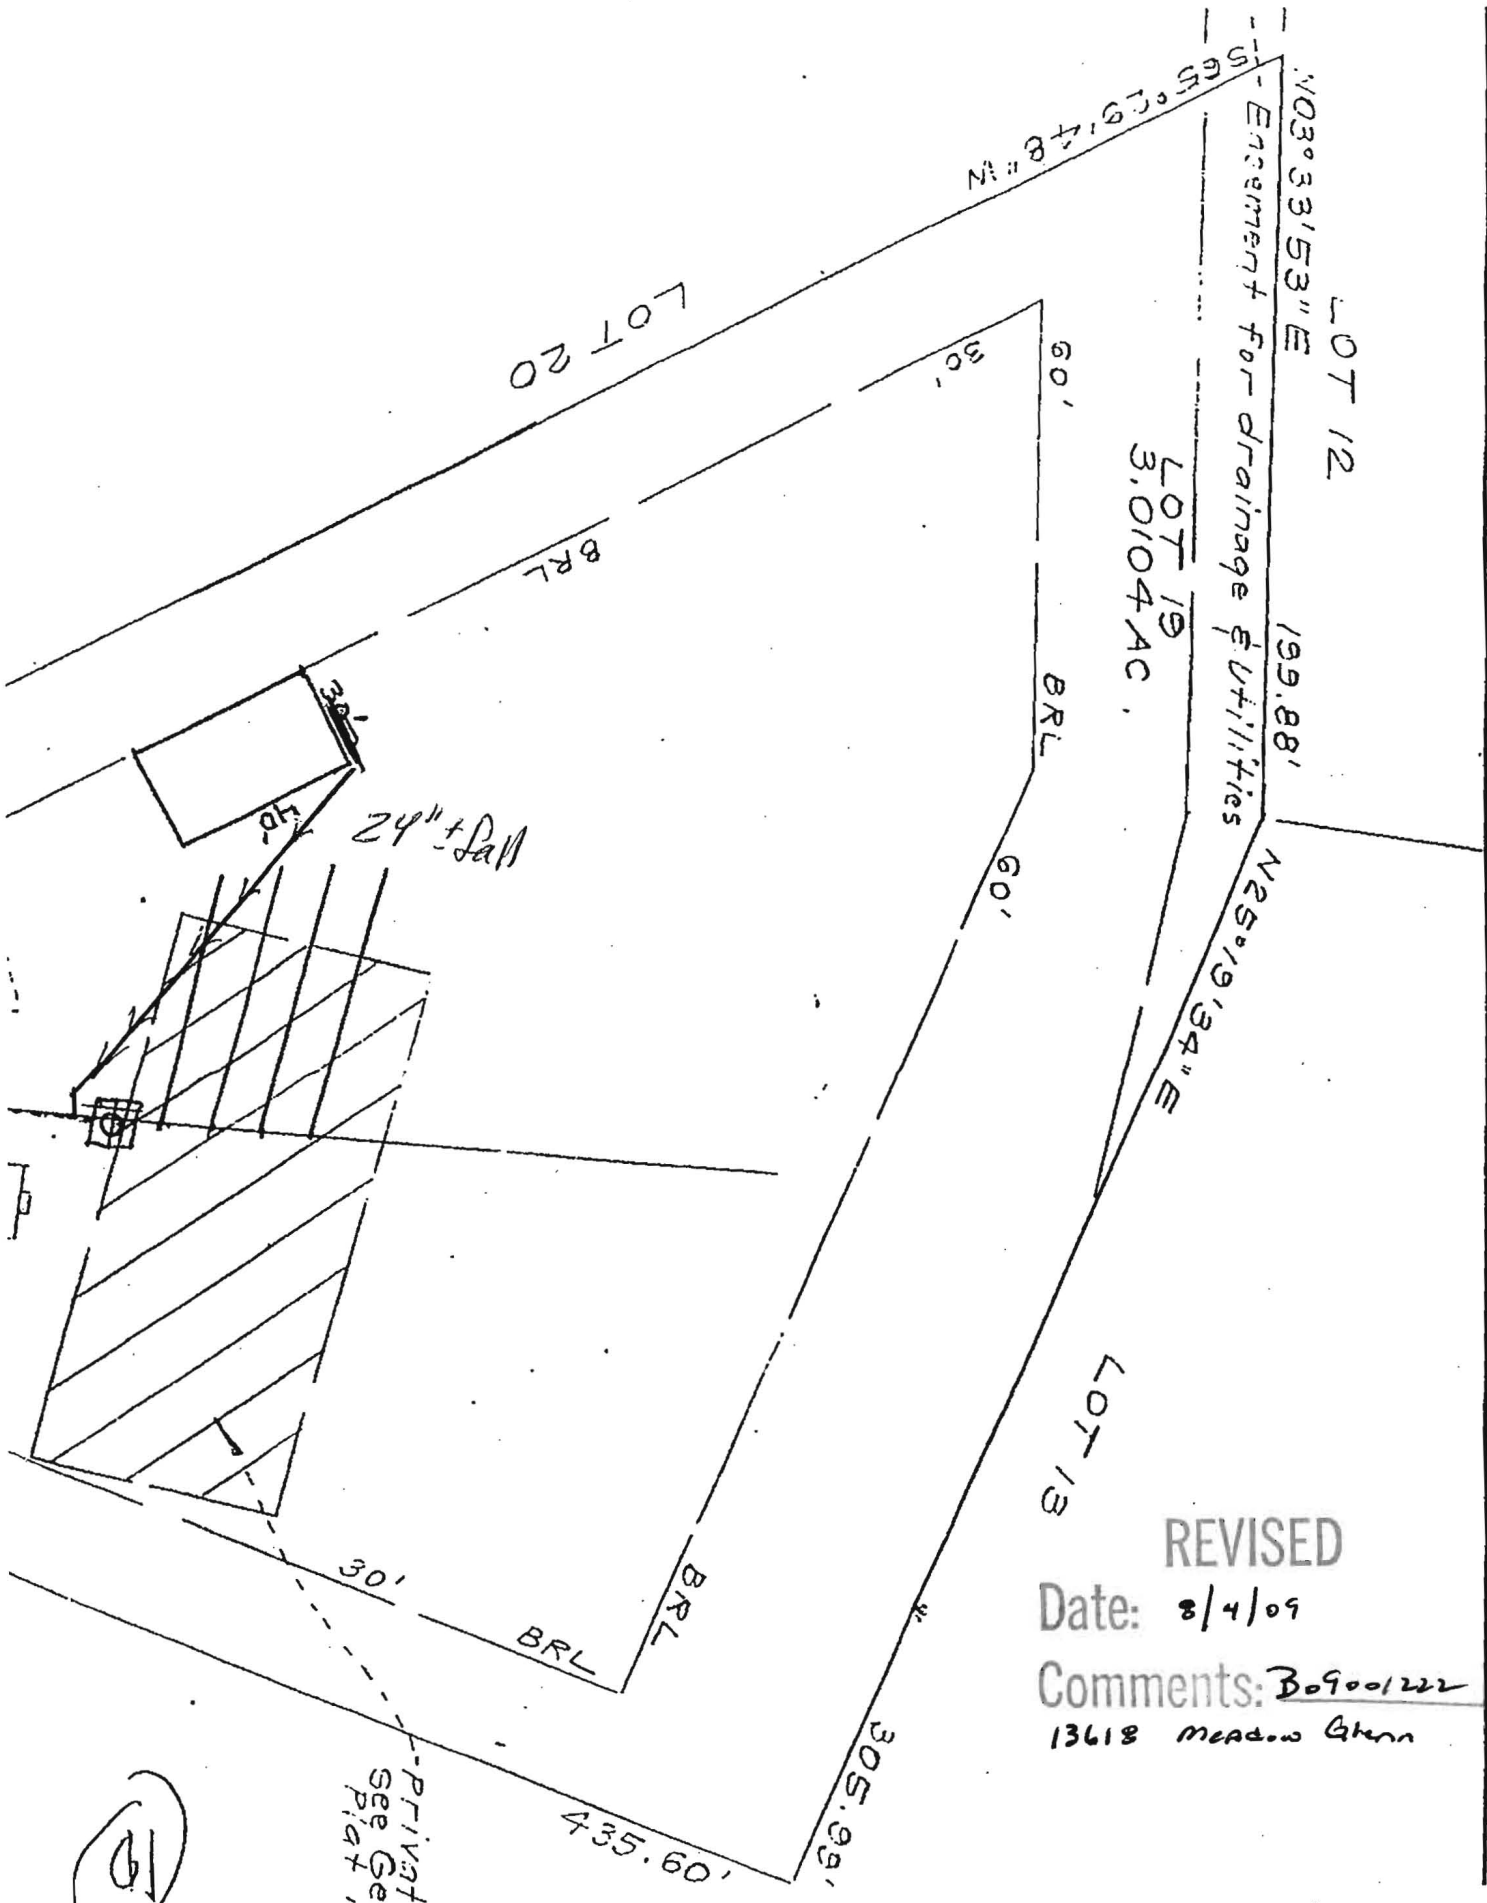 S65°29'48"W
N03°33'53"E
199.88'
LOT 12
Easement for drainage & Utilities
LOT 20
30'
60'
LOT 19
3.0104 AC.
BRL
BRL
30'
40'
24" ± fall
60'
N25°19'34"E
LOT 13
REVISED
Date: 8/4/09
Comments: B09001222
13618 Meadow Glenn
30'
BRL
BRL
305.99'
435.60'
Privat
See Ge
Plat